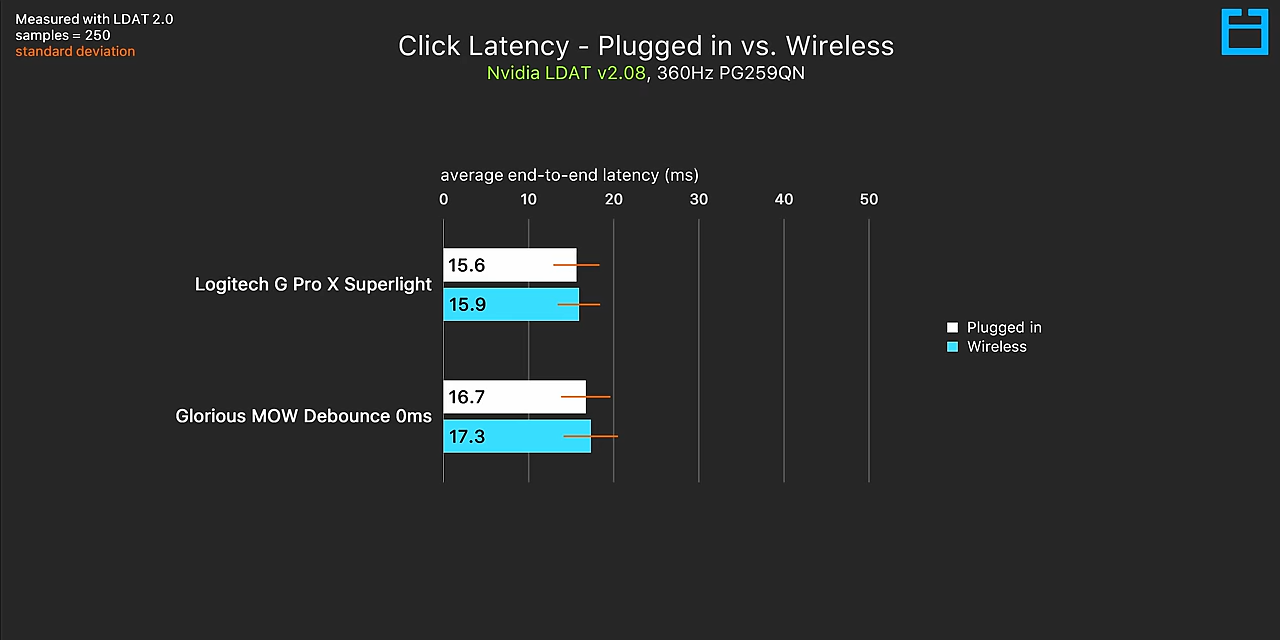 Measured with LDAT 2.0
samples = 250
standard deviation
Click Latency - Plugged in vs. Wireless
Nvidia LDAT v2.08, 360Hz PG259QN
average end-to-end latency (ms)
0 10 20 30 40 50
Logitech G Pro X Superlight
15.6
15.9
Glorious MOW Debounce 0ms
16.7
17.3
Plugged in
Wireless